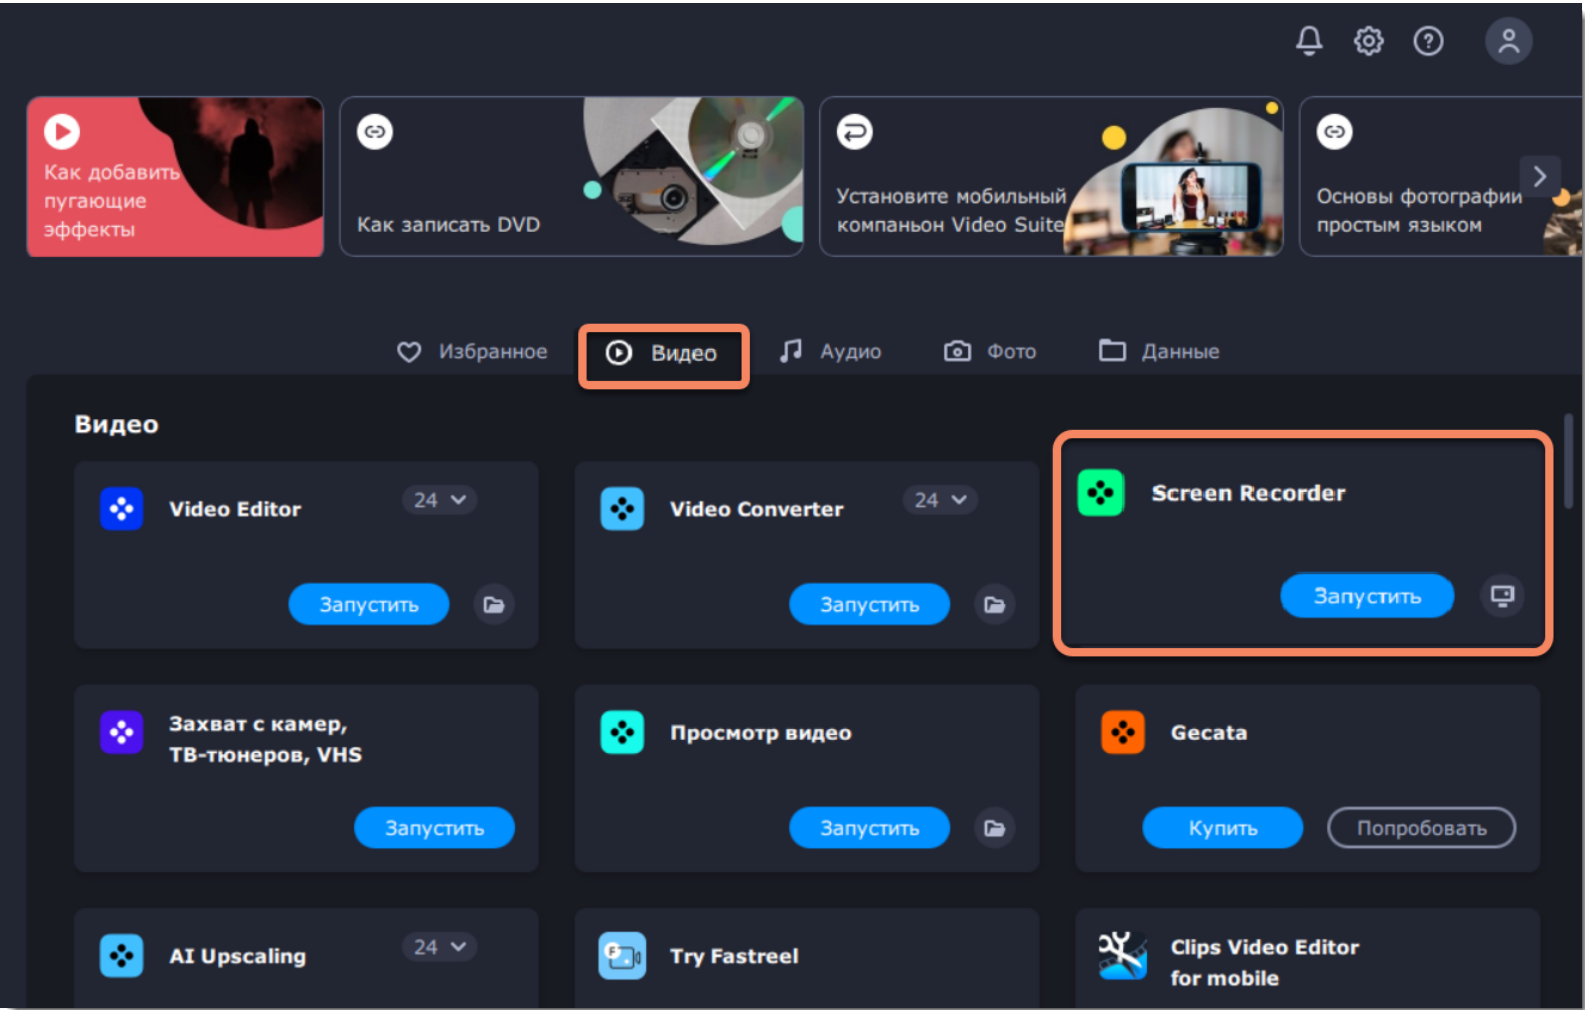 Как добавить
пугающие
эффекты
Как записать DVD
Установите мобильный
компаньон Video Suite
Основы фотографии
простым языком
Избранное
Видео
Аудио
Фото
Данные
Видео
Video Editor
24
Запустить
Video Converter
24
Запустить
Screen Recorder
Запустить
Захват с камер,
ТВ-тюнеров, VHS
Запустить
Просмотр видео
Запустить
Gecata
Купить
Попробовать
AI Upscaling
24
F
Try Fastreel
Clips Video Editor
for mobile